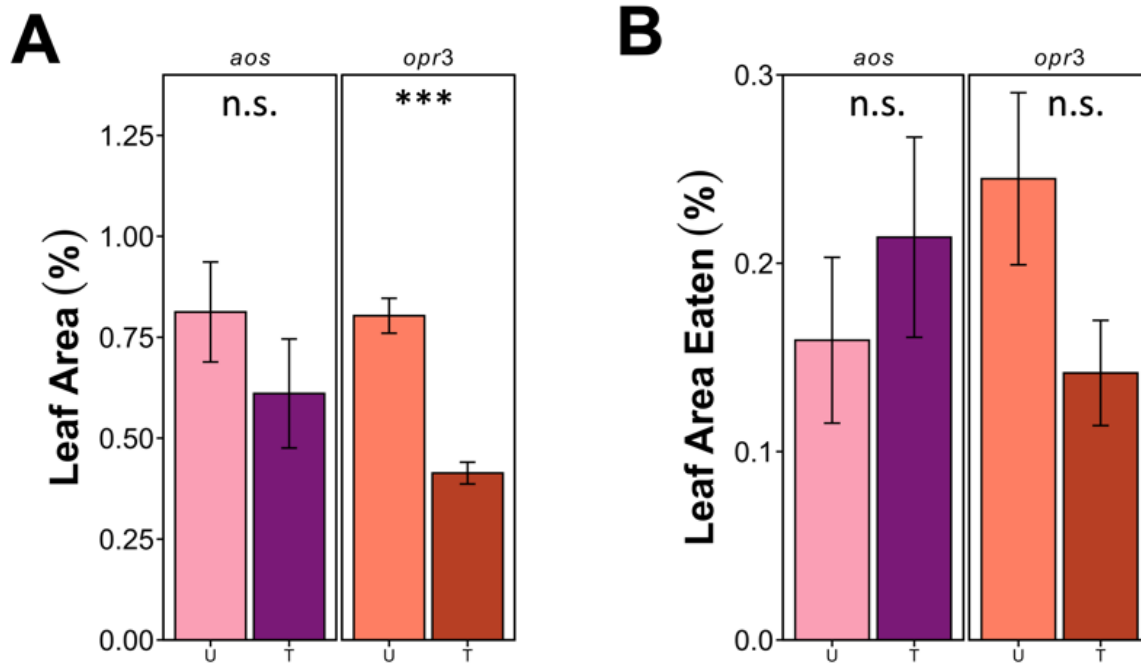 A
aos
opr3
n.s.
***
Leaf Area (%)
1.25
1.00
0.75
0.50
0.25
0.00
U
T
U
T
B
aos
opr3
n.s.
n.s.
Leaf Area Eaten (%)
0.3
0.2
0.1
0.0
U
T
U
T